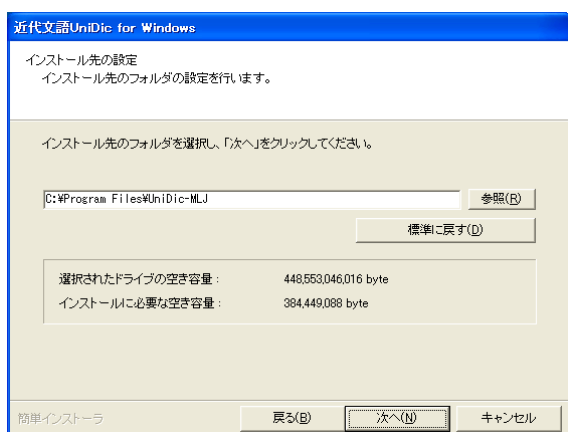 近代文語UniDic for Windows
インストール先の設定
インストール先のフォルダの設定を行います。
インストール先のフォルダを選択し、「次へ」をクリックしてください。
C:¥Program Files¥UniDic-MLJ
参照(R)
標準に戻す(D)
選択されたドライブの空き容量： 448,553,046,016 byte
インストールに必要な空き容量： 384,449,088 byte
簡単インストーラ
戻る(B) 次へ(N) キャンセル